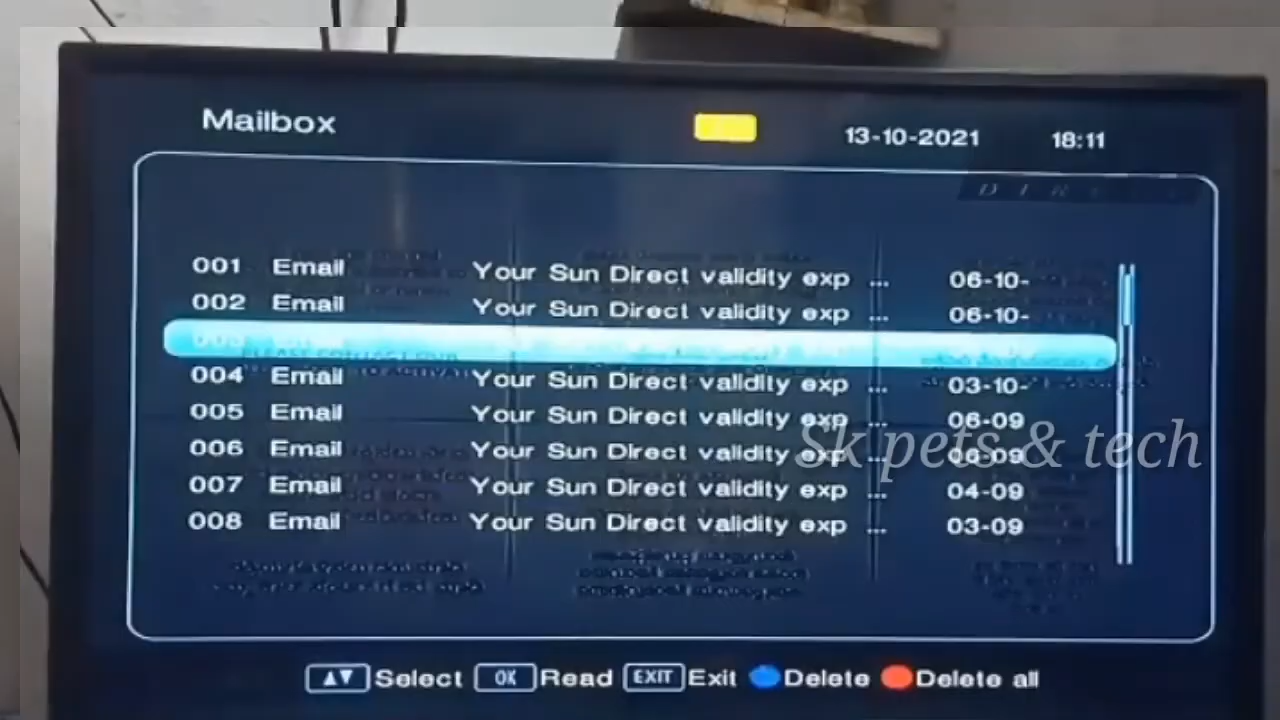 Mailbox 13-10-2021 18:11
001 Email Your Sun Direct validity exp ... 06-10-
002 Email Your Sun Direct validity exp ... 06-10-
003
004 Email Your Sun Direct validity exp ... 03-10-
005 Email Your Sun Direct validity exp ... 06-09
006 Email Your Sun Direct validity exp ... 06-09
007 Email Your Sun Direct validity exp ... 04-09
008 Email Your Sun Direct validity exp ... 03-09
Sk pets & tech
▲▼ Select OK Read EXIT Exit Delete Delete all